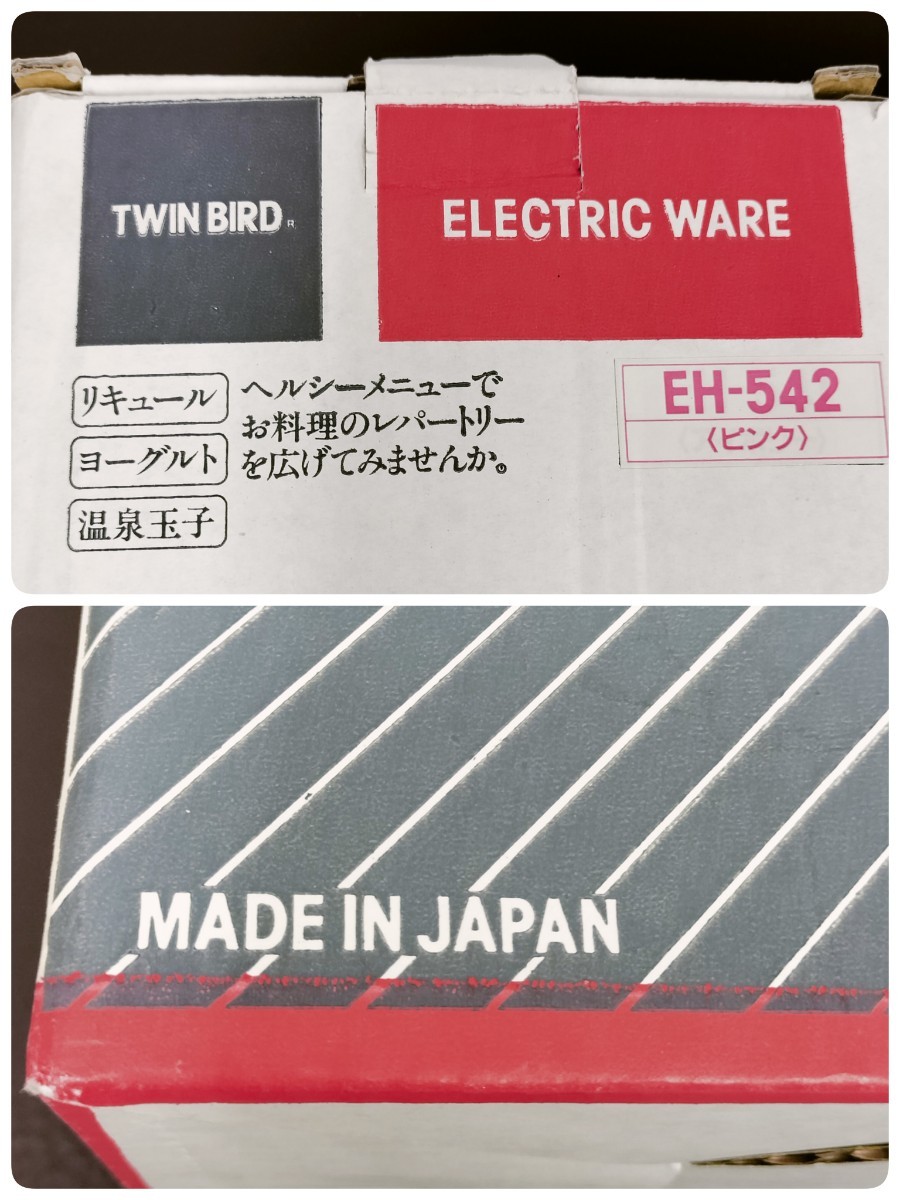 TWIN BIRD R
ELECTRIC WARE
リキュール
ヨーグルト
温泉玉子
ヘルシーメニューで
お料理のレパートリー
を広げてみませんか。
EH-542
〈ピンク〉
MADE IN JAPAN